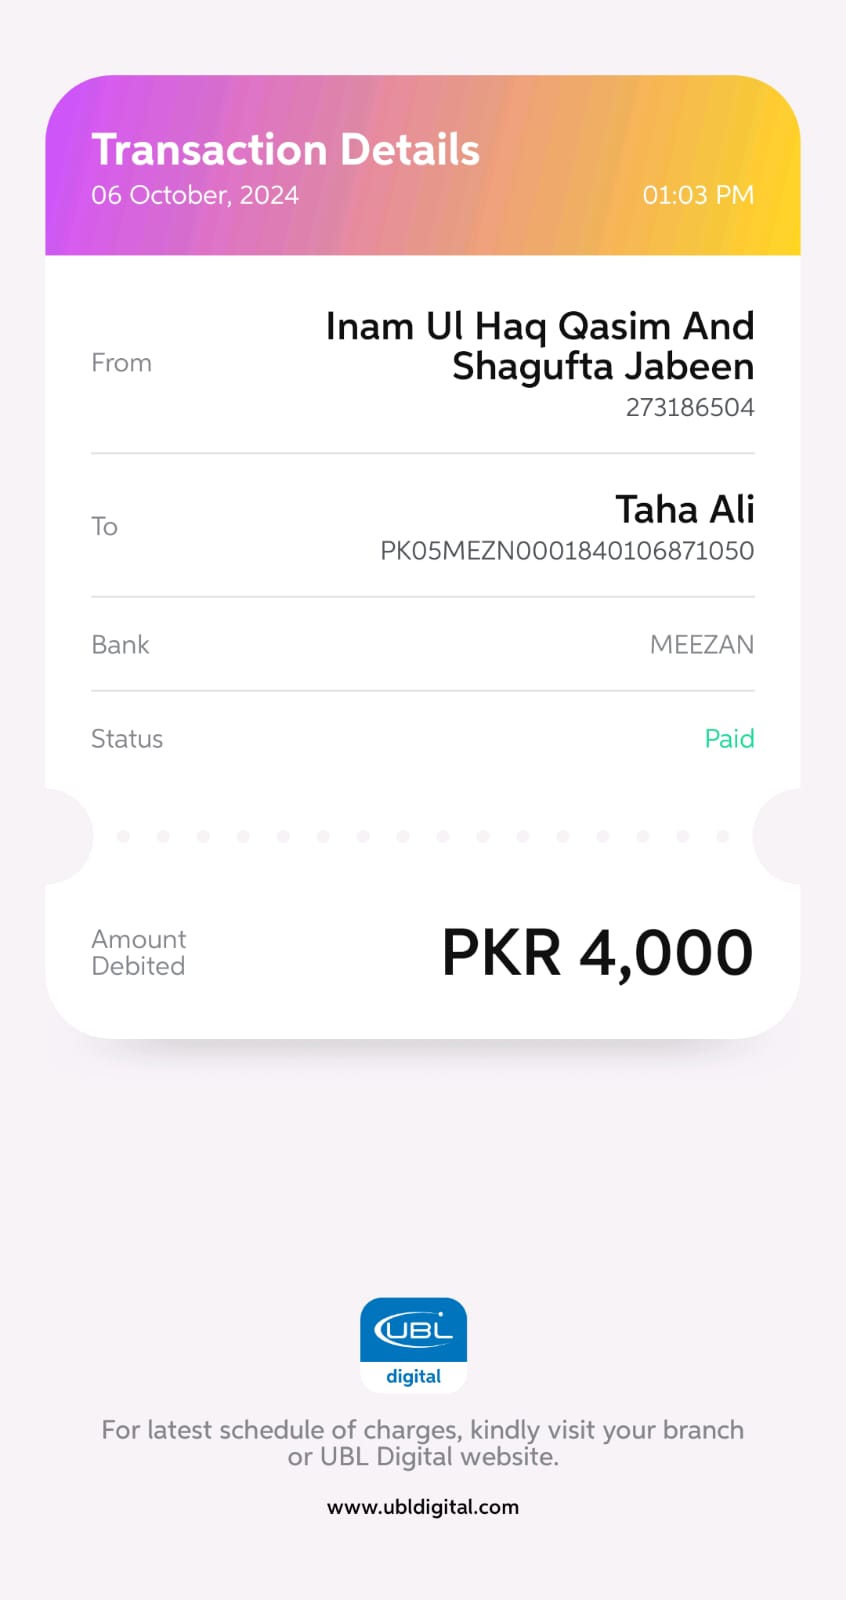 Transaction Details
06 October, 2024 01:03 PM
From
Inam Ul Haq Qasim And
Shagufta Jabeen
273186504
To
Taha Ali
PK05MEZN0001840106871050
Bank MEEZAN
Status Paid
Amount
Debited
PKR 4,000
UBL
digital
For latest schedule of charges, kindly visit your branch
or UBL Digital website.
www.ubldigital.com